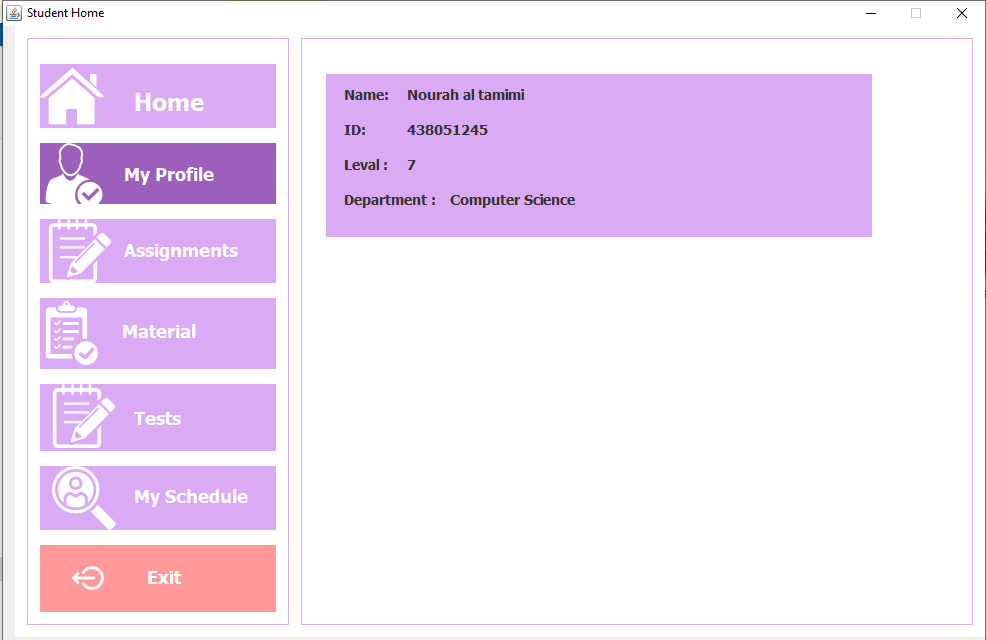 Student Home
Home
My Profile
Assignments
Material
Tests
My Schedule
Exit
Name: Nourah al tamimi
ID: 438051245
Leval : 7
Department : Computer Science